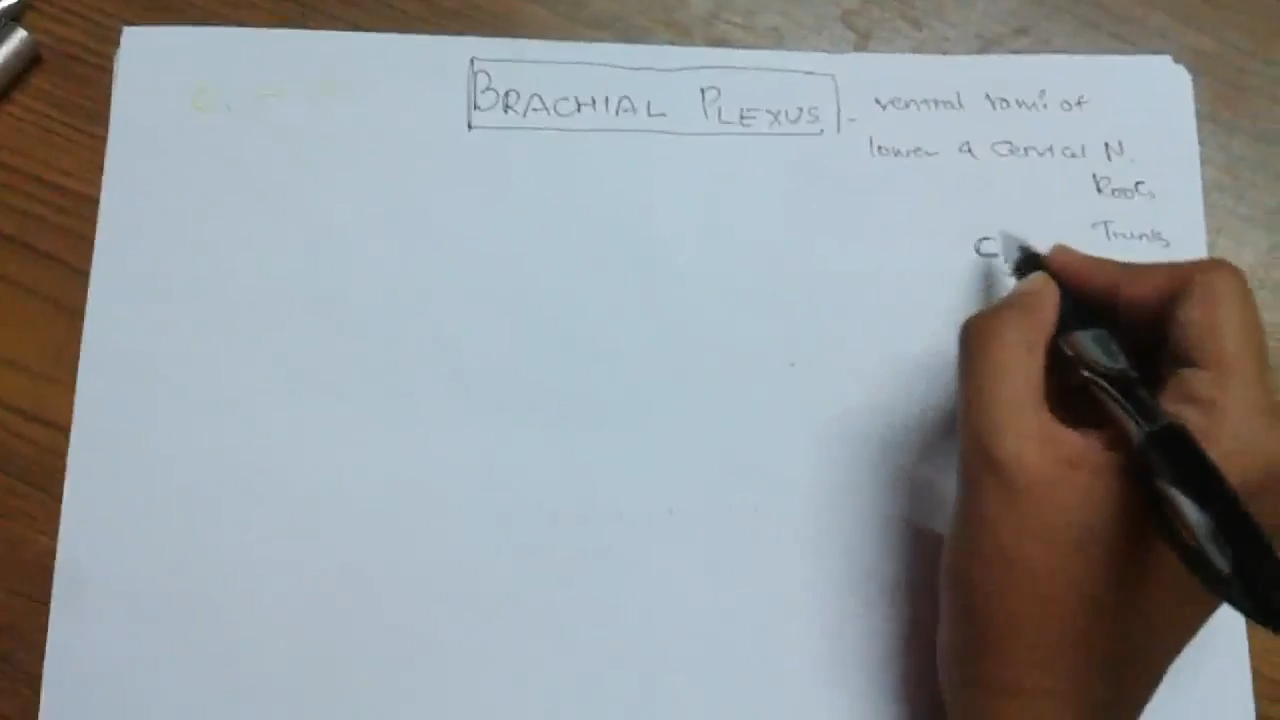 BRACHIAL PLEXUS - ventral rami of
lower 4 Cervical N.
Roots
Trunks
C